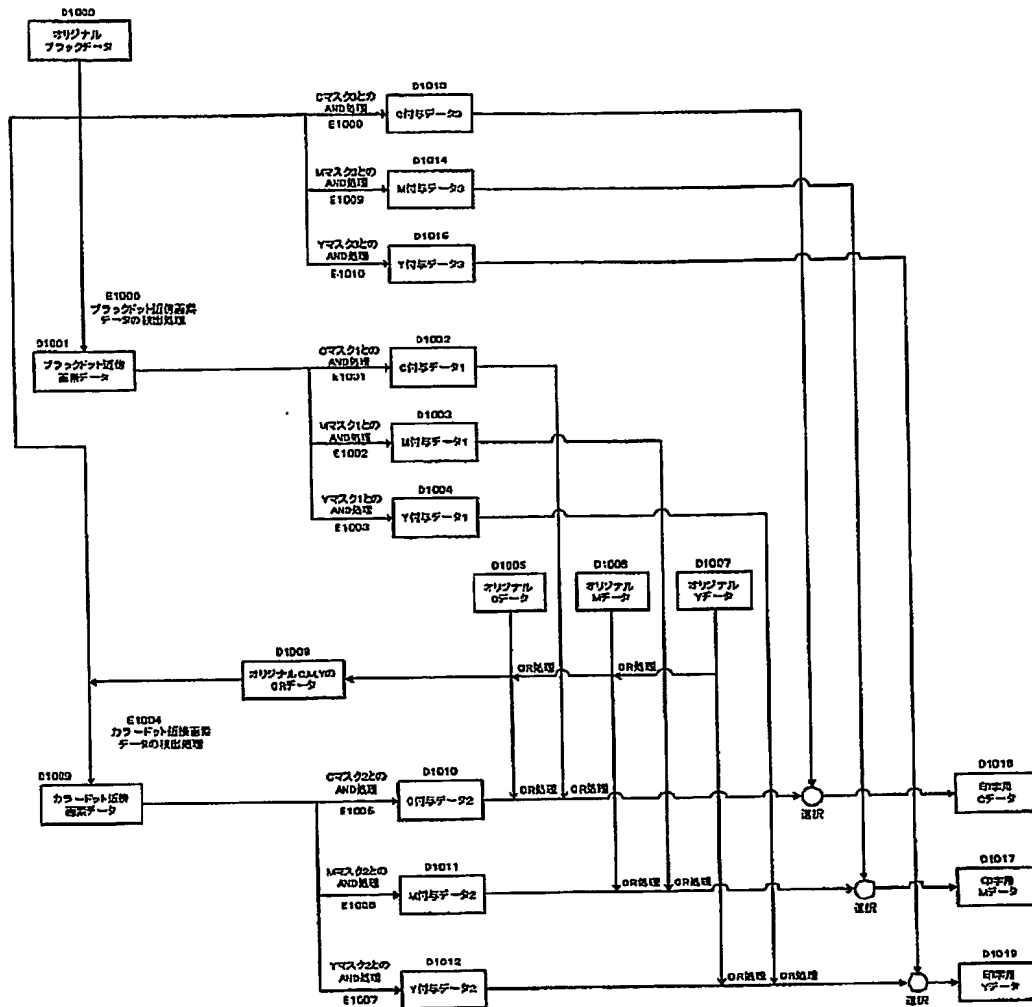 D1000
オリジナル
ブラックデータ
Cマスク3との
AND処理
E1000
D1010
C付与データ3
Mマスク3との
AND処理
E1009
D1014
M付与データ3
Yマスク3との
AND処理
E1010
D1016
Y付与データ3
E1000
ブラックドット近傍画素
データの検出処理
D1001
ブラックドット近傍
画素データ
Cマスク1との
AND処理
E1001
D1002
C付与データ1
Mマスク1との
AND処理
E1002
D1003
M付与データ1
Yマスク1との
AND処理
E1003
D1004
Y付与データ1
D1005
オリジナル
Cデータ
D1006
オリジナル
Mデータ
D1007
オリジナル
Yデータ
OR処理
OR処理
D1008
オリジナルC,M,Yの
ORデータ
E1004
カラードット近接画素
データの検出処理
D1009
カラードット近接
画素データ
Cマスク2との
AND処理
E1005
D1010
C付与データ2
OR処理
OR処理
選択
D1018
印字用
Cデータ
Mマスク2との
AND処理
E1006
D1011
M付与データ2
OR処理
OR処理
選択
D1017
印字用
Mデータ
Yマスク2との
AND処理
E1007
D1012
Y付与データ2
OR処理
OR処理
選択
D1019
印字用
Yデータ